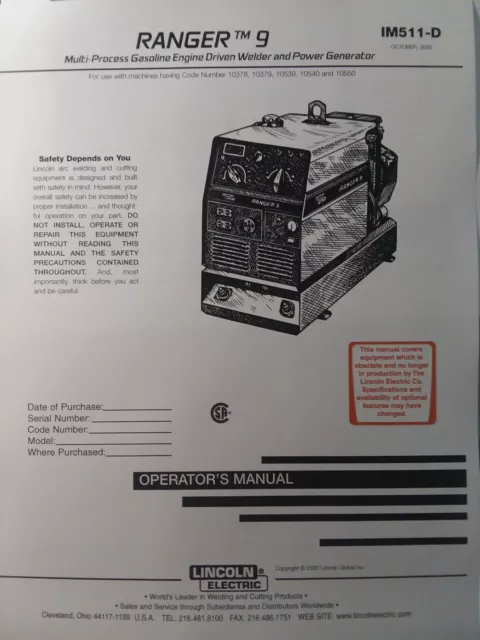 RANGER ™ 9
IM511-D
OCTOBER, 2000
Multi-Process Gasoline Engine Driven Welder and Power Generator
For use with machines having Code Number 10378, 10379, 10539, 10540 and 10550
Safety Depends on You
Lincoln arc welding and cutting
equipment is designed and built
with safety in mind. However, your
overall safety can be increased by
proper installation ... and thought-
ful operation on your part. DO
NOT INSTALL, OPERATE OR
REPAIR THIS EQUIPMENT
WITHOUT READING THIS
MANUAL AND THE SAFETY
PRECAUTIONS CONTAINED
THROUGHOUT. And, most
importantly, think before you act
and be careful.
RANGER 9
RANGER 9
This manual covers
equipment which is
obsolete and no longer
in production by The
Lincoln Electric Co.
Specifications and
availability of optional
features may have
changed.
Date of Purchase:
Serial Number:
Code Number:
Model:
Where Purchased:
OPERATOR'S MANUAL
LINCOLN ®
ELECTRIC
Copyright © 2000 Lincoln Global Inc.
• World's Leader in Welding and Cutting Products •
• Sales and Service through Subsidiaries and Distributors Worldwide •
Cleveland, Ohio 44117-1199 U.S.A. TEL: 216.481.8100 FAX: 216.486.1751 WEB SITE: www.lincolnelectric.com